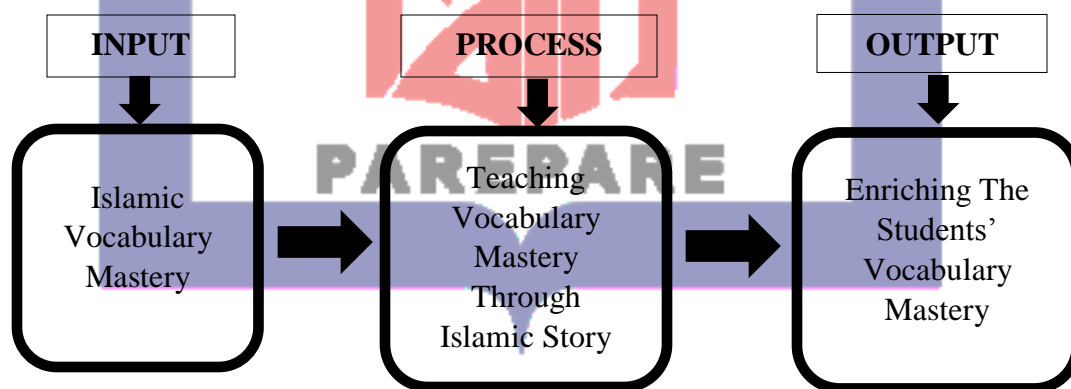 INPUT
PROCESS
OUTPUT
PAREPARE
Islamic
Vocabulary
Mastery
Teaching
Vocabulary
Mastery
Through
Islamic Story
Enriching The
Students’
Vocabulary
Mastery